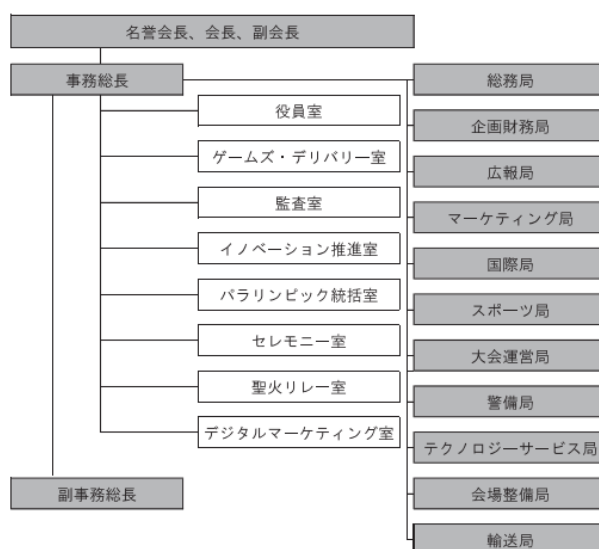 名誉会長、会長、副会長
事務総長
役員室
ゲームズ・デリバリー室
監査室
イノベーション推進室
パラリンピック統括室
セレモニー室
聖火リレー室
デジタルマーケティング室
副事務総長
総務局
企画財務局
広報局
マーケティング局
国際局
スポーツ局
大会運営局
警備局
テクノロジーサービス局
会場整備局
輸送局